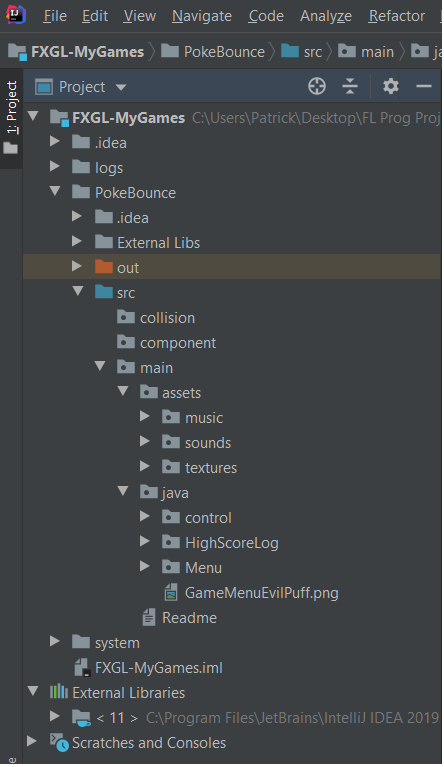 IJ File Edit View Navigate Code Analyze Refactor
FXGL-MyGames PokeBounce src main
1: Project
Project
FXGL-MyGames C:\Users\Patrick\Desktop\FL Prog Proj
.idea
logs
PokeBounce
.idea
External Libs
out
src
collision
component
main
assets
music
sounds
textures
java
control
HighScoreLog
Menu
GameMenuEvilPuff.png
Readme
system
FXGL-MyGames.iml
External Libraries
< 11 > C:\Program Files\JetBrains\IntelliJ IDEA 2019
Scratches and Consoles